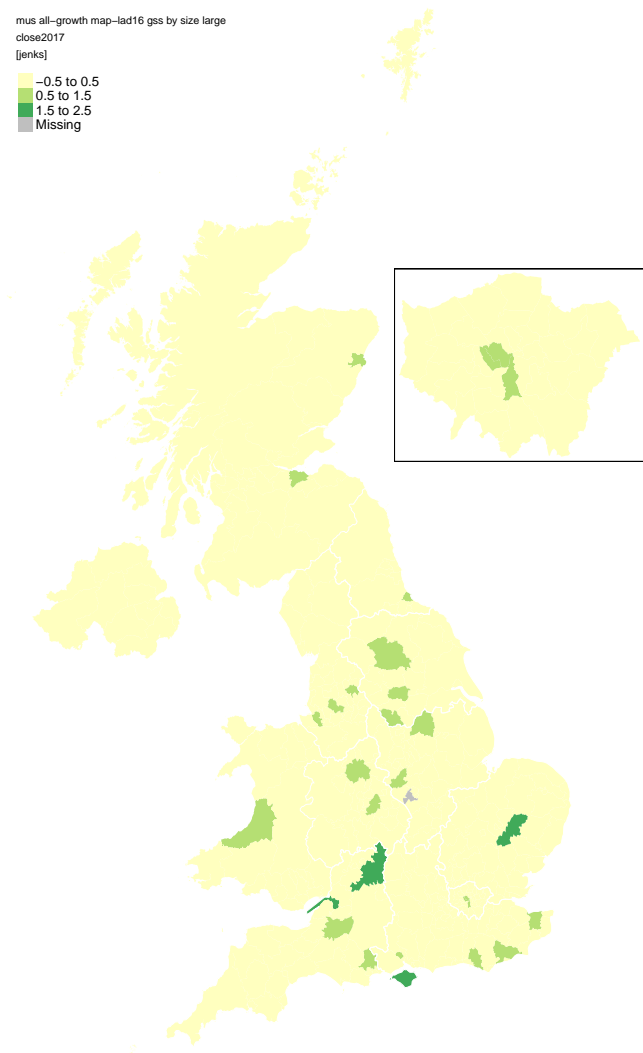 mus all−growth map−lad16 gss by size large
close2017
[jenks]
−0.5 to 0.5
0.5 to 1.5
1.5 to 2.5
Missing